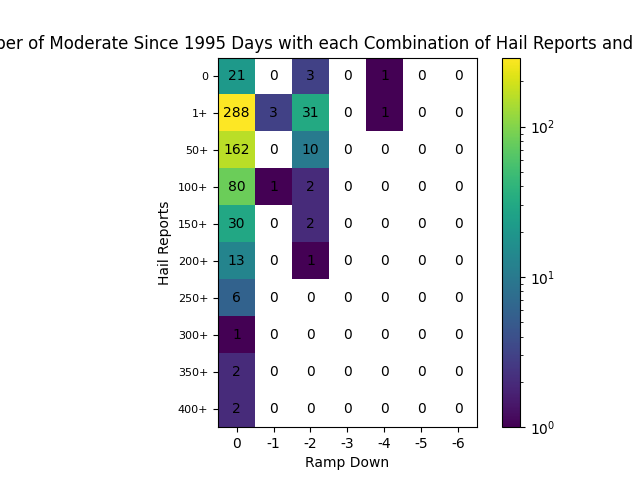 ber of Moderate Since 1995 Days with each Combination of Hail Reports and
0 21 0 3 0 1 0 0
1+ 288 3 31 0 1 0 0
50+ 162 0 10 0 0 0 0
100+ 80 1 2 0 0 0 0
150+ 30 0 2 0 0 0 0
200+ 13 0 1 0 0 0 0
250+ 6 0 0 0 0 0 0
300+ 1 0 0 0 0 0 0
350+ 2 0 0 0 0 0 0
400+ 2 0 0 0 0 0 0
0 -1 -2 -3 -4 -5 -6
Ramp Down
Hail Reports
10²
10¹
10⁰